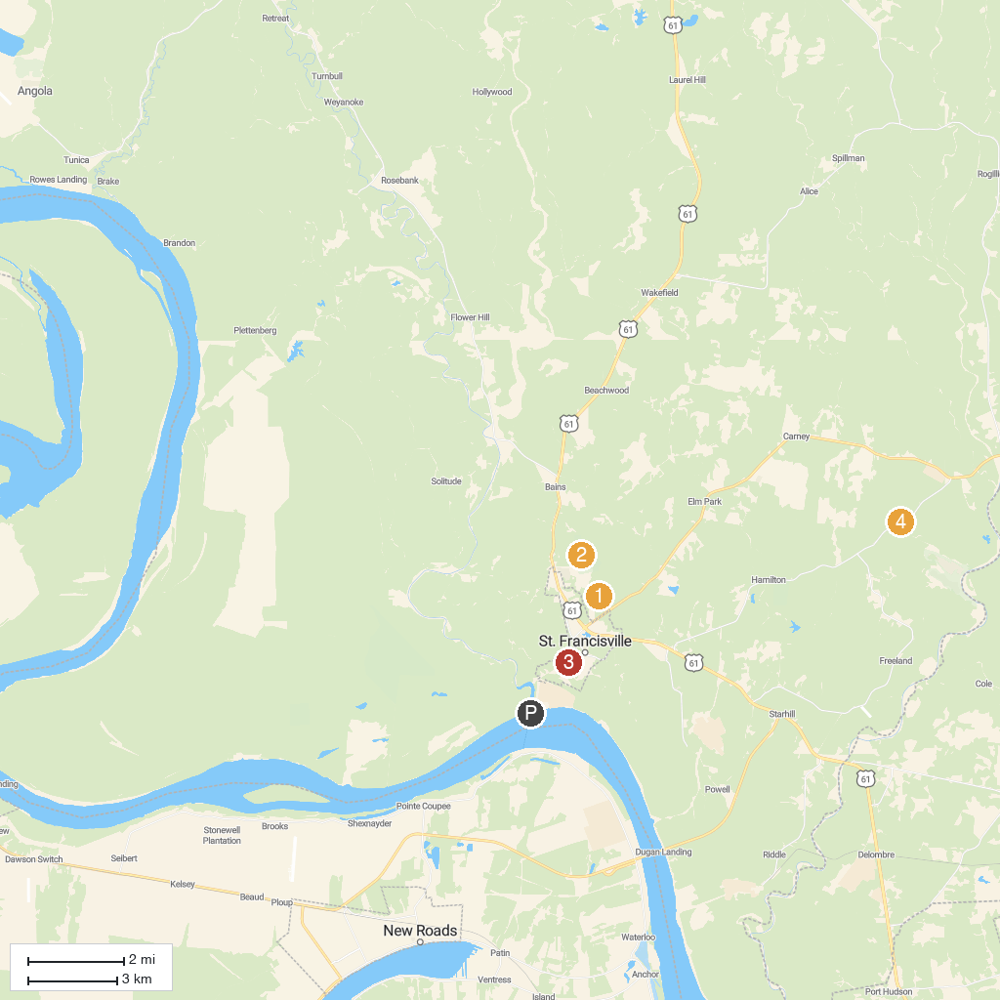 Retreat
61
Laurel Hill
Turnbull
Angola
Hollywood
Weyanoke
Tunica
Spillman
Rowes Landing
Brake
Rosebank
Alice
61
Brandon
Wakefield
Flower Hill
Plettenberg
61
Beachwood
61
Carney
Solitude
Bains
Elm Park
4
2
Hamilton
1
61
St. Francisville
3
61
Freeland
Cole
P
Starhill
61
Powell
Pointe Coupee
Shexnayder
Brooks
Stonewell
Plantation
Dugan Landing
Riddle
Delombre
Dawson Switch
Seibert
Kelsey
Beaud
Ploup
New Roads
Waterloo
Patin
2 mi
3 km
Ventress
Anchor
Island
Port Hudson